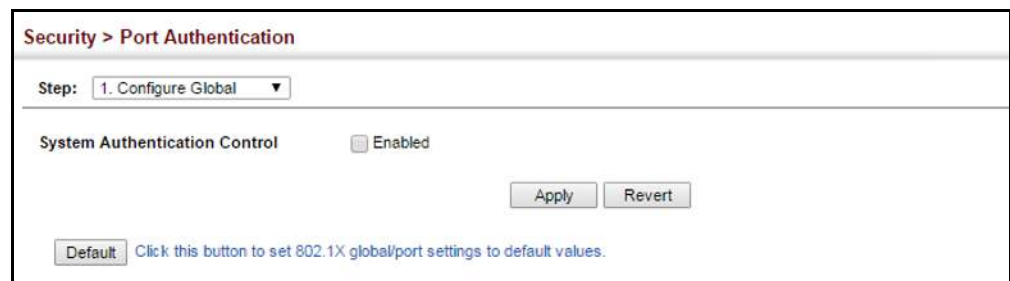 Security > Port Authentication
Step: 1. Configure Global
System Authentication Control Enabled
Apply Revert
Default Click this button to set 802.1X global/port settings to default values.